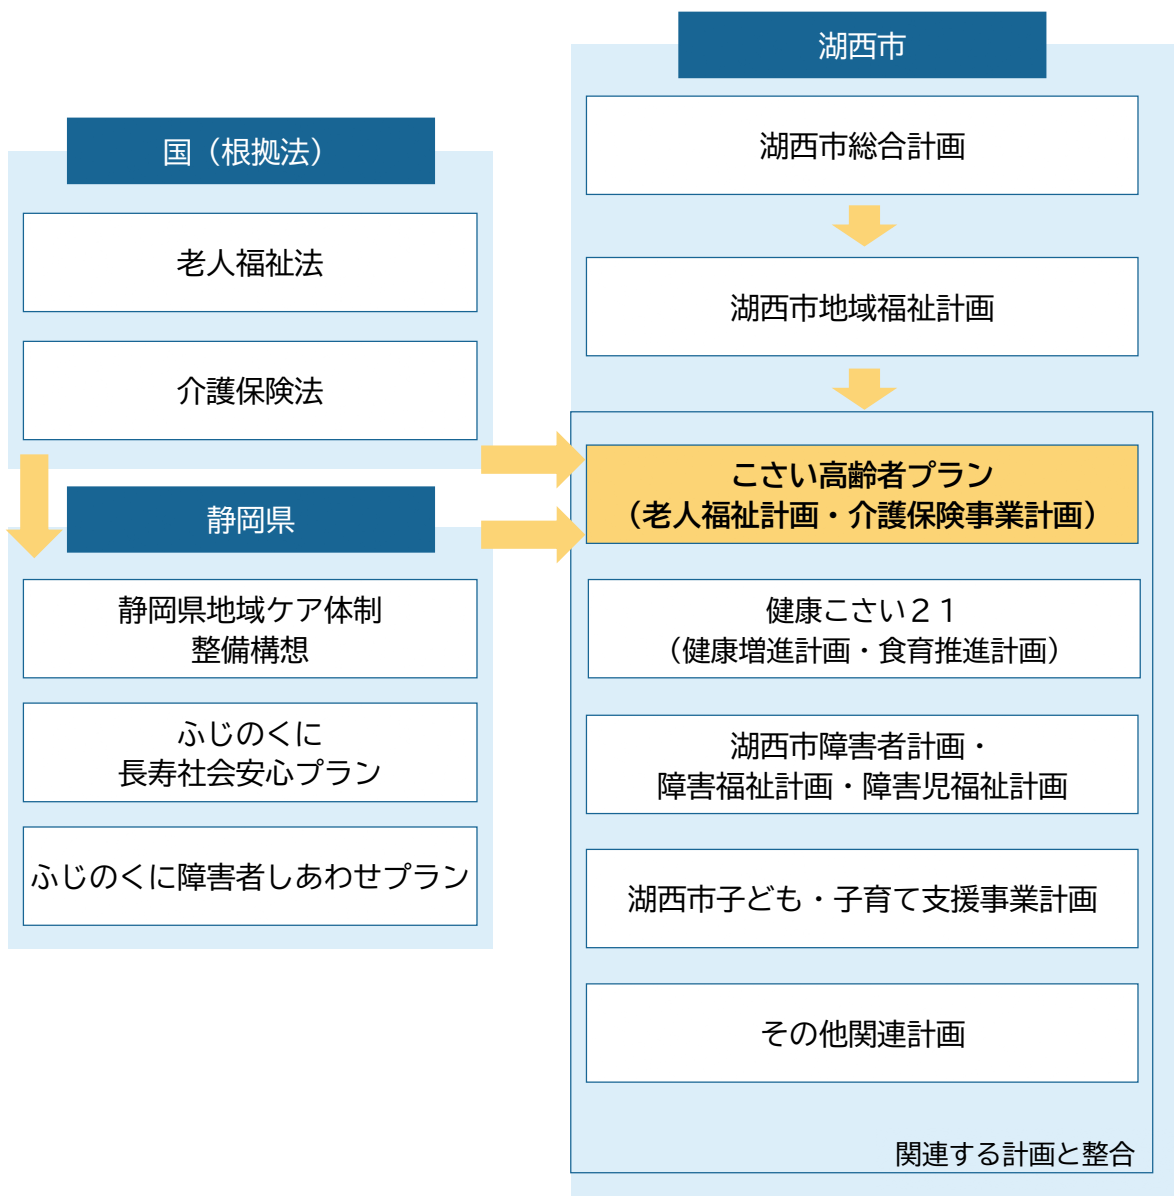 国（根拠法）
老人福祉法
介護保険法
静岡県
静岡県地域ケア体制
整備構想
ふじのくに
長寿社会安心プラン
ふじのくに障害者しあわせプラン
湖西市
湖西市総合計画
湖西市地域福祉計画
こさい高齢者プラン
（老人福祉計画・介護保険事業計画）
健康こさい２１
（健康増進計画・食育推進計画）
湖西市障害者計画・
障害福祉計画・障害児福祉計画
湖西市子ども・子育て支援事業計画
その他関連計画
関連する計画と整合